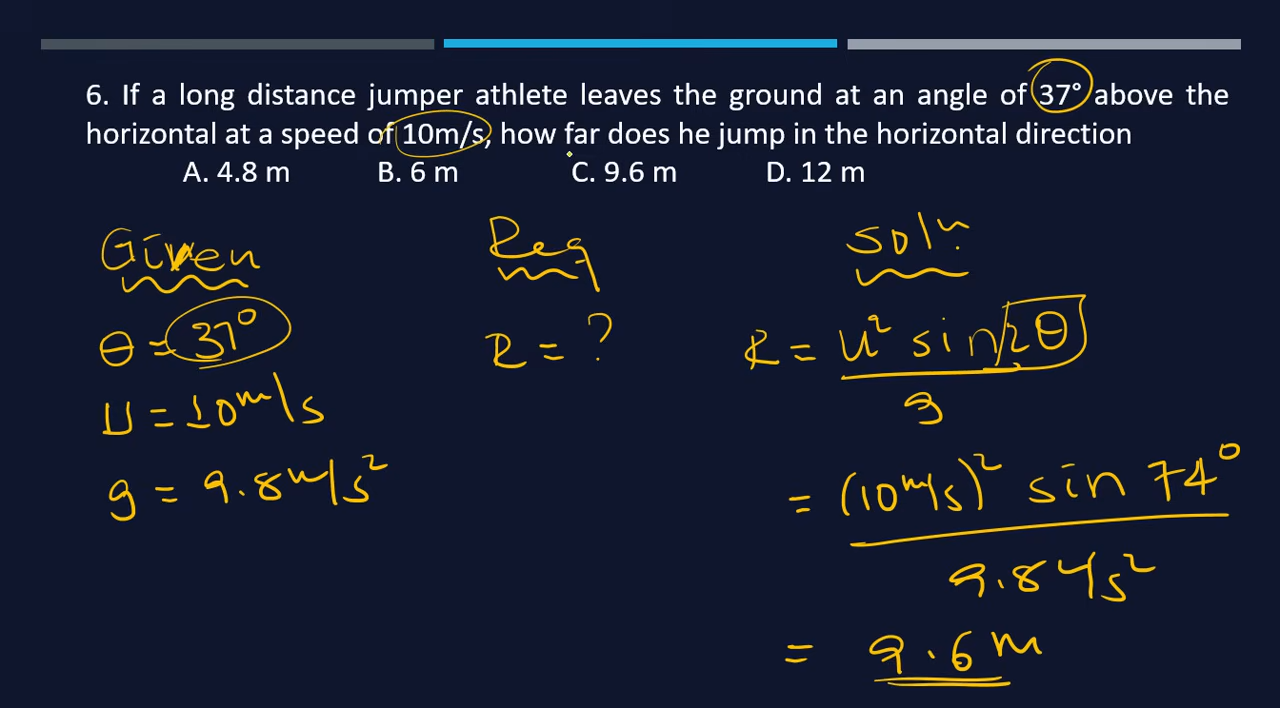 6. If a long distance jumper athlete leaves the ground at an angle of 37° above the
horizontal at a speed of 10m/s, how far does he jump in the horizontal direction
A. 4.8 m B. 6 m C. 9.6 m D. 12 m
Given Req Soln
θ = 37° R = ? R = u² sin2θ / g
U = 10m/s
g = 9.8m/s² = (10m/s)² sin 74° / 9.8m/s²
= 9.6 m